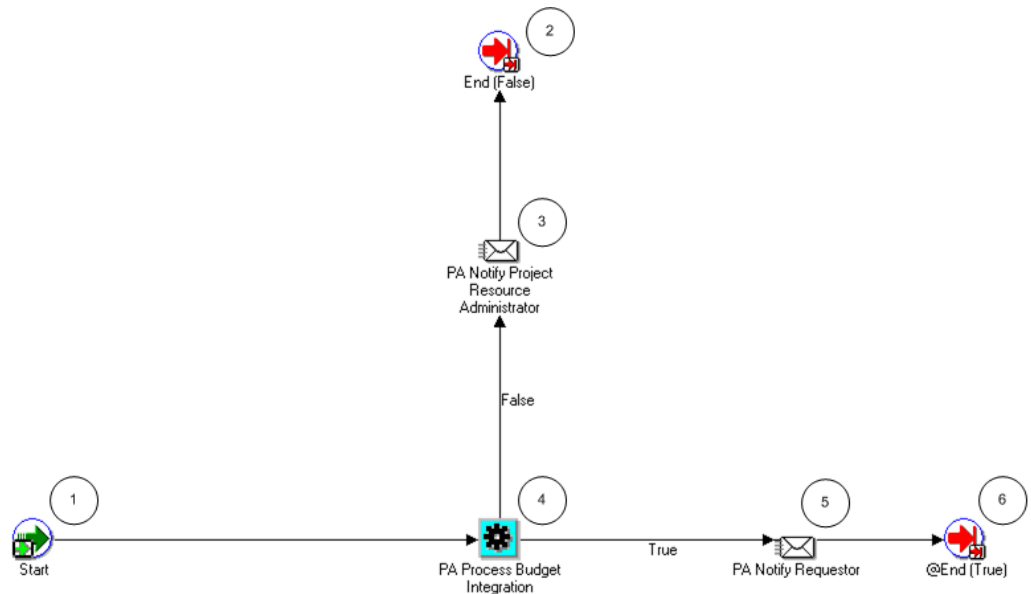 2
End (False)
3
PA Notify Project
Resource
Administrator
False
1
4
5
6
Start
PA Process Budget
Integration
True
PA Notify Requestor
@End (True)